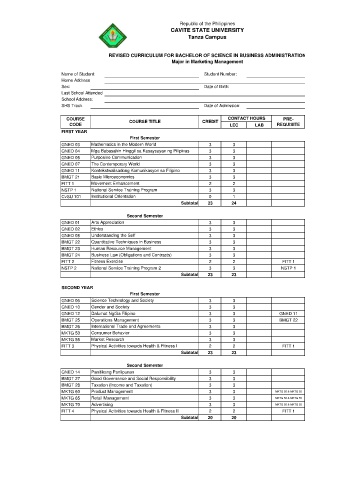 Republic of the Philippines
CAVITE STATE UNIVERSITY
Tanza Campus
REVISED CURRICULUM FOR BACHELOR OF SCIENCE IN BUSINESS ADMINISTRATION
Major in Marketing Management
Name of Student: Student Number:
Home Address
Sex: Date of Birth
Last School Attended
School Address:
SHS Track Date of Admission
COURSE CODE COURSE TITLE CREDIT CONTACT HOURS LEC LAB PRE-REQUISITE
FIRST YEAR
First Semester
GNED 03 Mathematics in the Modern World 3 3
GNED 04 Mga Babasahin Hinggil sa Kasaysayan ng Pilipinas 3 3
GNED 05 Purposive Communication 3 3
GNED 07 The Contemporary World 3 3
GNED 11 Kontekstwalisadong Komunikasyon sa Filipino 3 3
BMGT 21 Basic Microeconomics 3 3
FITT 1 Movement Enhancement 2 2
NSTP 1 National Service Training Program 3 3
CvSU 101 Institutional Orientation 0 1
Subtotal 23 24
Second Semester
GNED 01 Arts Appreciation 3 3
GNED 02 Ethics 3 3
GNED 08 Understanding the Self 3 3
BMGT 22 Quantitative Techniques in Business 3 3
BMGT 23 Human Resource Management 3 3
BMGT 24 Business Law (Obligations and Contracts) 3 3
FITT 2 Fitness Exercise 2 2 FITT 1
NSTP 2 National Service Training Program 2 3 3 NSTP 1
Subtotal 23 23
SECOND YEAR
First Semester
GNED 06 Science Technology and Society 3 3
GNED 10 Gender and Society 3 3
GNED 12 Dalumat Ng/Sa Filipino 3 3 GNED 11
BMGT 25 Operations Management 3 3 BMGT 23
BMGT 26 International Trade and Agreements 3 3
MKTG 50 Consumer Behavior 3 3
MKTG 55 Market Research 3 3
FITT 3 Physical Activities towards Health & Fitness I 2 2 FITT 1
Subtotal 23 23
Second Semester
GNED 14 Panitikang Panlipunan 3 3
BMGT 27 Good Governance and Social Responsibility 3 3
BMGT 28 Taxation (Income and Taxation) 3 3
MKTG 60 Product Management 3 3
MKTG 65 Retail Management 3 3
MKTG 70 Advertising 3 3
FITT 4 Physical Activities towards Health & Fitness II 2 2 FITT 1
Subtotal 20 20